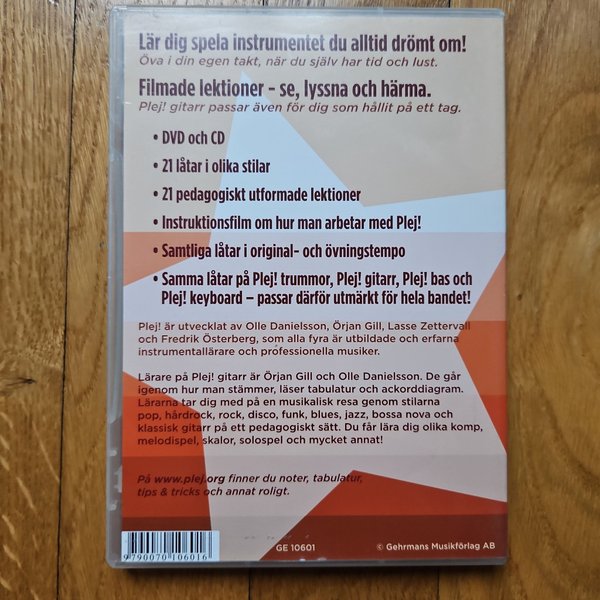 Lär dig spela instrumentet du alltid drömt om!
Öva i din egen takt, när du själv har tid och lust.
Filmade lektioner - se, lyssna och härma.
Plej! gitarr passar även för dig som hållit på ett tag.
• DVD och CD
• 21 låtar i olika stilar
• 21 pedagogiskt utformade lektioner
• Instruktionsfilm om hur man arbetar med Plej!
• Samtliga låtar i original- och övningstempo
• Samma låtar på Plej! trummor, Plej! gitarr, Plej! bas och
Plej! keyboard – passar därför utmärkt för hela bandet!
Plej! är utvecklat av Olle Danielsson, Örjan Gill, Lasse Zettervall
och Fredrik Österberg, som alla fyra är utbildade och erfarna
instrumentallärare och professionella musiker.
Lärare på Plej! gitarr är Örjan Gill och Olle Danielsson. De går
igenom hur man stämmer, läser tabulatur och ackorddiagram.
Lärarna tar dig med på en musikalisk resa genom stilarna
pop, hårdrock, rock, disco, funk, blues, jazz, bossa nova och
klassisk gitarr på ett pedagogiskt sätt. Du får lära dig olika komp,
melodispel, skalor, solospel och mycket annat!
På www.plej.org finner du noter, tabulatur,
tips & tricks och annat roligt.
9790070106016
GE 10601
© Gehrmans Musikförlag AB